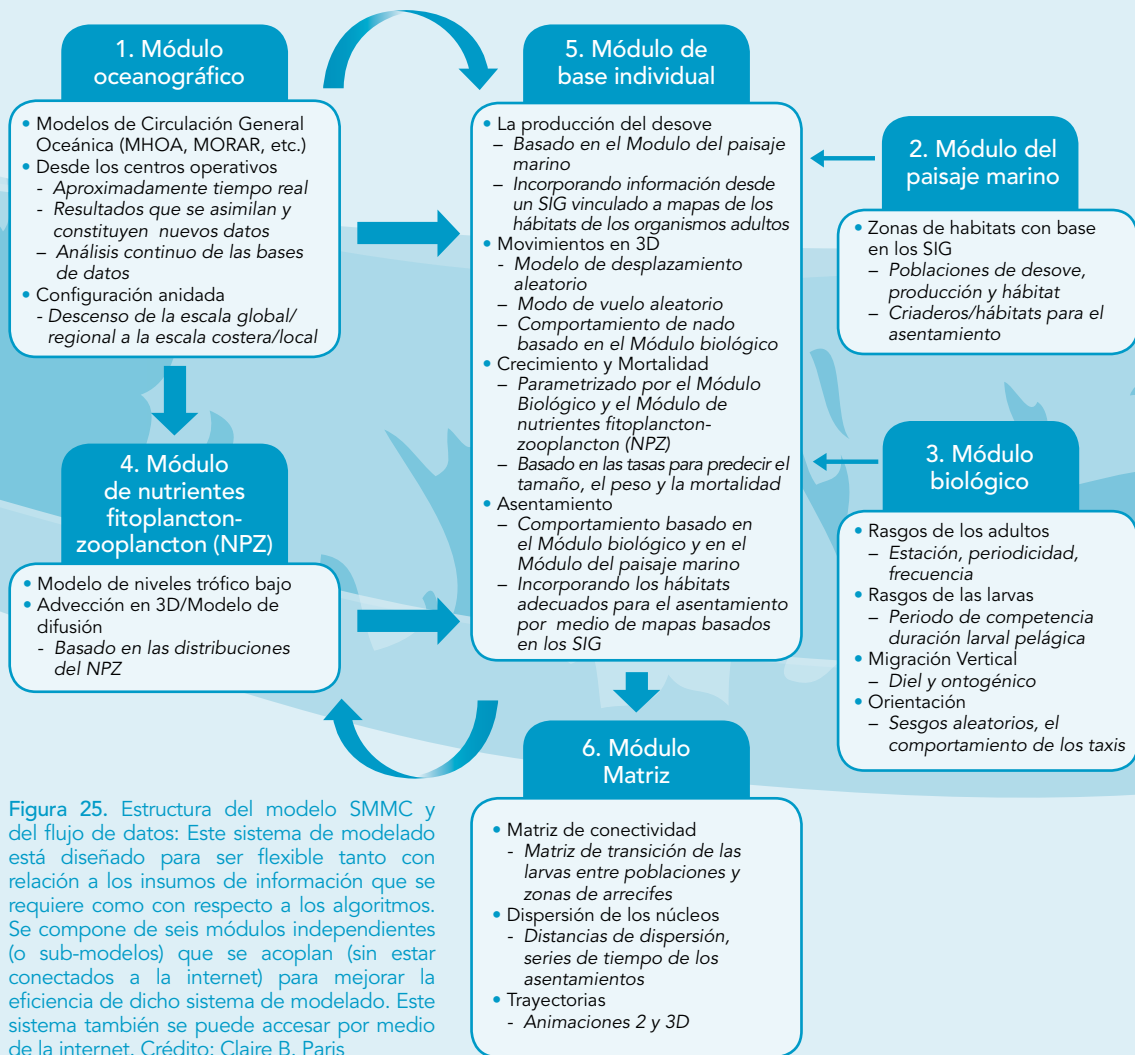 1. Módulo
oceanográfico
• Modelos de Circulación General
Oceánica (MHOA, MORAR, etc.)
• Desde los centros operativos
- Aproximadamente tiempo real
- Resultados que se asimilan y
constituyen nuevos datos
– Análisis continuo de las bases
de datos
• Configuración anidada
- Descenso de la escala global/
regional a la escala costera/local
4. Módulo
de nutrientes
fitoplancton-
zooplancton (NPZ)
• Modelo de niveles trófico bajo
• Advección en 3D/Modelo de
difusión
- Basado en las distribuciones
del NPZ
5. Módulo de
base individual
• La producción del desove
– Basado en el Modulo del paisaje
marino
– Incorporando información desde
un SIG vinculado a mapas de los
hábitats de los organismos adultos
• Movimientos en 3D
- Modelo de desplazamiento
aleatorio
– Modo de vuelo aleatorio
– Comportamiento de nado
basado en el Módulo biológico
• Crecimiento y Mortalidad
– Parametrizado por el Módulo
Biológico y el Módulo de
nutrientes fitoplancton-
zooplancton (NPZ)
– Basado en las tasas para predecir el
tamaño, el peso y la mortalidad
• Asentamiento
– Comportamiento basado en
el Módulo biológico y en el
Módulo del paisaje marino
– Incorporando los hábitats
adecuados para el asentamiento
por medio de mapas basados
en los SIG
2. Módulo del
paisaje marino
• Zonas de habitats con base
en los SIG
– Poblaciones de desove,
producción y hábitat
– Criaderos/hábitats para el
asentamiento
3. Módulo
biológico
• Rasgos de los adultos
– Estación, periodicidad,
frecuencia
• Rasgos de las larvas
– Periodo de competencia
duración larval pelágica
• Migración Vertical
– Diel y ontogénico
• Orientación
– Sesgos aleatorios, el
comportamiento de los taxis
6. Módulo
Matriz
• Matriz de conectividad
- Matriz de transición de las
larvas entre poblaciones y
zonas de arrecifes
• Dispersión de los núcleos
- Distancias de dispersión,
series de tiempo de los
asentamientos
• Trayectorias
- Animaciones 2 y 3D
Figura 25. Estructura del modelo SMMC y
del flujo de datos: Este sistema de modelado
está diseñado para ser flexible tanto con
relación a los insumos de información que se
requiere como con respecto a los algoritmos.
Se compone de seis módulos independientes
(o sub-modelos) que se acoplan (sin estar
conectados a la internet) para mejorar la
eficiencia de dicho sistema de modelado. Este
sistema también se puede accesar por medio
de la internet. Crédito: Claire B. Paris